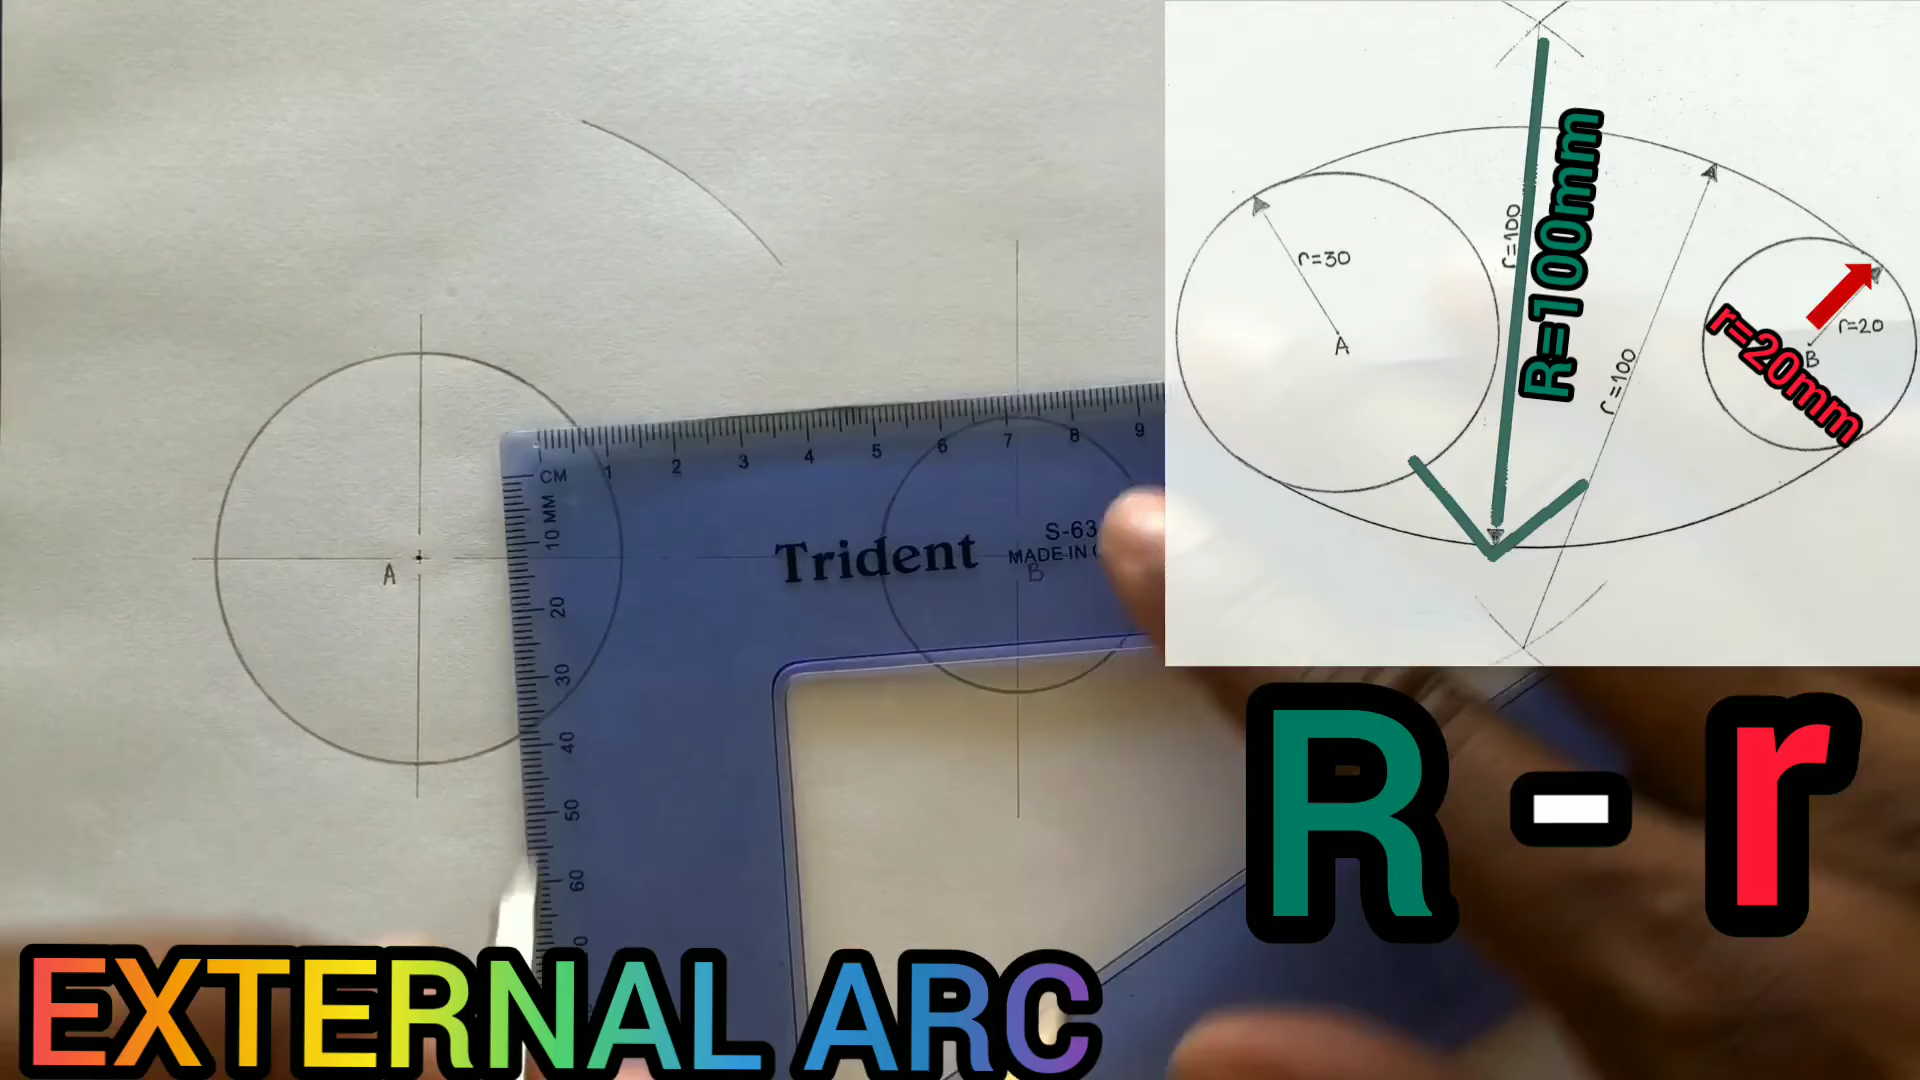 r=100
R=100mm
r=30
r=20
r=20mm
A
B
r=100
1 2 3 4 5 6 7 8 9
CM
10 MM
20
30
40
50
60
Trident
S-63
MADE IN
A
B
R - r
EXTERNAL ARC